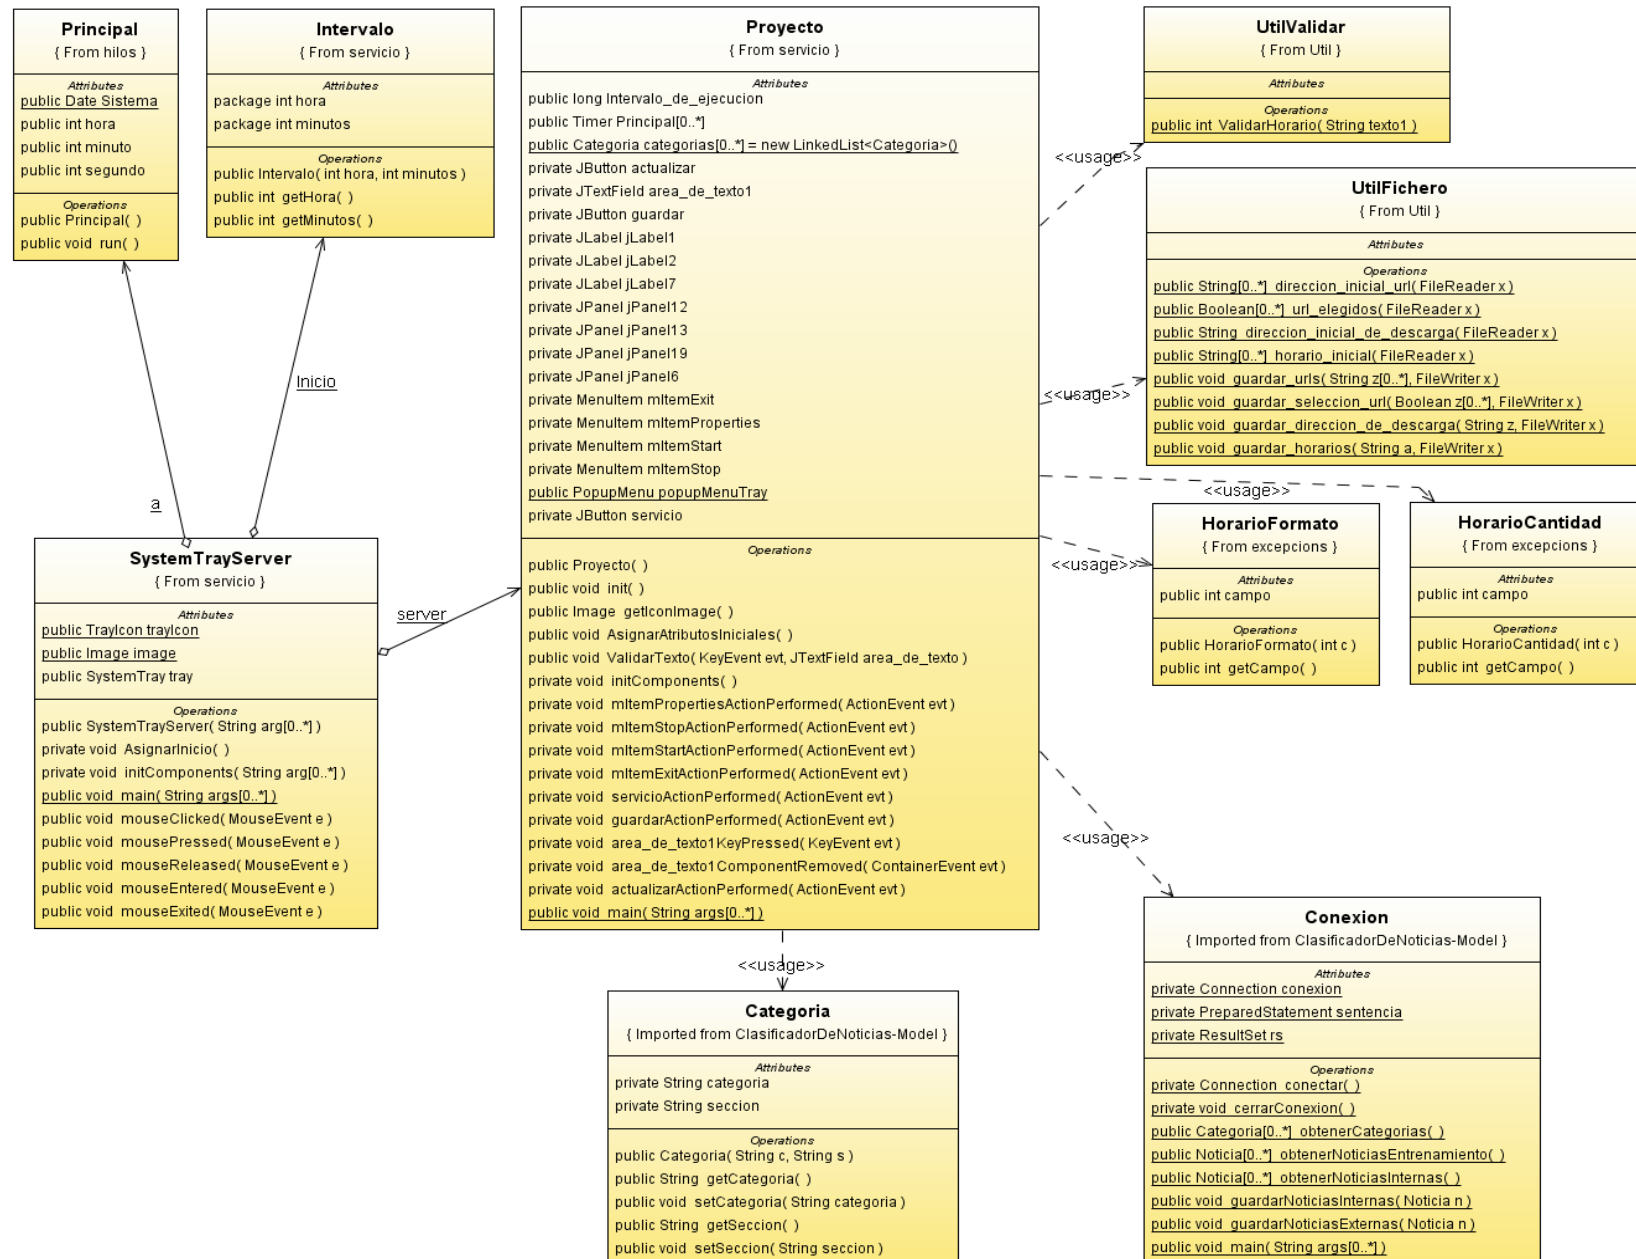 Principal
{ From hilos }
Attributes
public Date Sistema
public int hora
public int minuto
public int segundo
Operations
public Principal( )
public void run( )
Intervalo
{ From servicio }
Attributes
package int hora
package int minutos
Operations
public Intervalo( int hora, int minutos )
public int getHora( )
public int getMinutos( )
Proyecto
{ From servicio }
Attributes
public long Intervalo_de_ejecucion
public Timer Principal[0..*]
public Categoria categorias[0..*] = new LinkedList<Categoria>()
private JButton actualizar
private JTextField area_de_texto1
private JButton guardar
private JLabel jLabel1
private JLabel jLabel2
private JLabel jLabel7
private JPanel jPanel12
private JPanel jPanel13
private JPanel jPanel19
private JPanel jPanel6
private MenuItem mItemExit
private MenuItem mItemProperties
private MenuItem mItemStart
private MenuItem mItemStop
public PopupMenu popupMenuTray
private JButton servicio
Operations
public Proyecto( )
public void init( )
public Image getIconImage( )
public void AsignarAtributosIniciales( )
public void ValidarTexto( KeyEvent evt, JTextField area_de_texto )
private void initComponents( )
private void mItemPropertiesActionPerformed( ActionEvent evt )
private void mItemStopActionPerformed( ActionEvent evt )
private void mItemStartActionPerformed( ActionEvent evt )
private void mItemExitActionPerformed( ActionEvent evt )
private void servicioActionPerformed( ActionEvent evt )
private void guardarActionPerformed( ActionEvent evt )
private void area_de_texto1KeyPressed( KeyEvent evt )
private void area_de_texto1ComponentRemoved( ContainerEvent evt )
private void actualizarActionPerformed( ActionEvent evt )
public void main( String args[0..*] )
UtilValidar
{ From Util }
Attributes
Operations
public int ValidarHorario( String texto1 )
<<usage>>
UtilFichero
{ From Util }
Attributes
Operations
public String[0..*] direccion_inicial_url( FileReader x )
public Boolean[0..*] url_elegidos( FileReader x )
public String direccion_inicial_de_descarga( FileReader x )
public String[0..*] horario_inicial( FileReader x )
public void guardar_urls( String z[0..*], FileWriter x )
public void guardar_seleccion_url( Boolean z[0..*], FileWriter x )
public void guardar_direccion_de_descarga( String z, FileWriter x )
public void guardar_horarios( String a, FileWriter x )
<<usage>>
<<usage>>
HorarioFormato
{ From excepcions }
Attributes
public int campo
Operations
public HorarioFormato( int c )
public int getCampo( )
<<usage>>
HorarioCantidad
{ From excepcions }
Attributes
public int campo
Operations
public HorarioCantidad( int c )
public int getCampo( )
Inicio
a
server
SystemTrayServer
{ From servicio }
Attributes
public TrayIcon trayIcon
public Image image
public SystemTray tray
Operations
public SystemTrayServer( String arg[0..*] )
private void AsignarInicio( )
private void initComponents( String arg[0..*] )
public void main( String args[0..*] )
public void mouseClicked( MouseEvent e )
public void mousePressed( MouseEvent e )
public void mouseReleased( MouseEvent e )
public void mouseEntered( MouseEvent e )
public void mouseExited( MouseEvent e )
<<usage>>
<<usage>>
Categoria
{ Imported from ClasificadorDeNoticias-Model }
Attributes
private String categoria
private String seccion
Operations
public Categoria( String c, String s )
public String getCategoria( )
public void setCategoria( String categoria )
public String getSeccion( )
public void setSeccion( String seccion )
Conexion
{ Imported from ClasificadorDeNoticias-Model }
Attributes
private Connection conexion
private PreparedStatement sentencia
private ResultSet rs
Operations
private Connection conectar( )
private void cerrarConexion( )
public Categoria[0..*] obtenerCategorias( )
public Noticia[0..*] obtenerNoticiasEntrenamiento( )
public Noticia[0..*] obtenerNoticiasInternas( )
public void guardarNoticiasInternas( Noticia n )
public void guardarNoticiasExternas( Noticia n )
public void main( String args[0..*] )